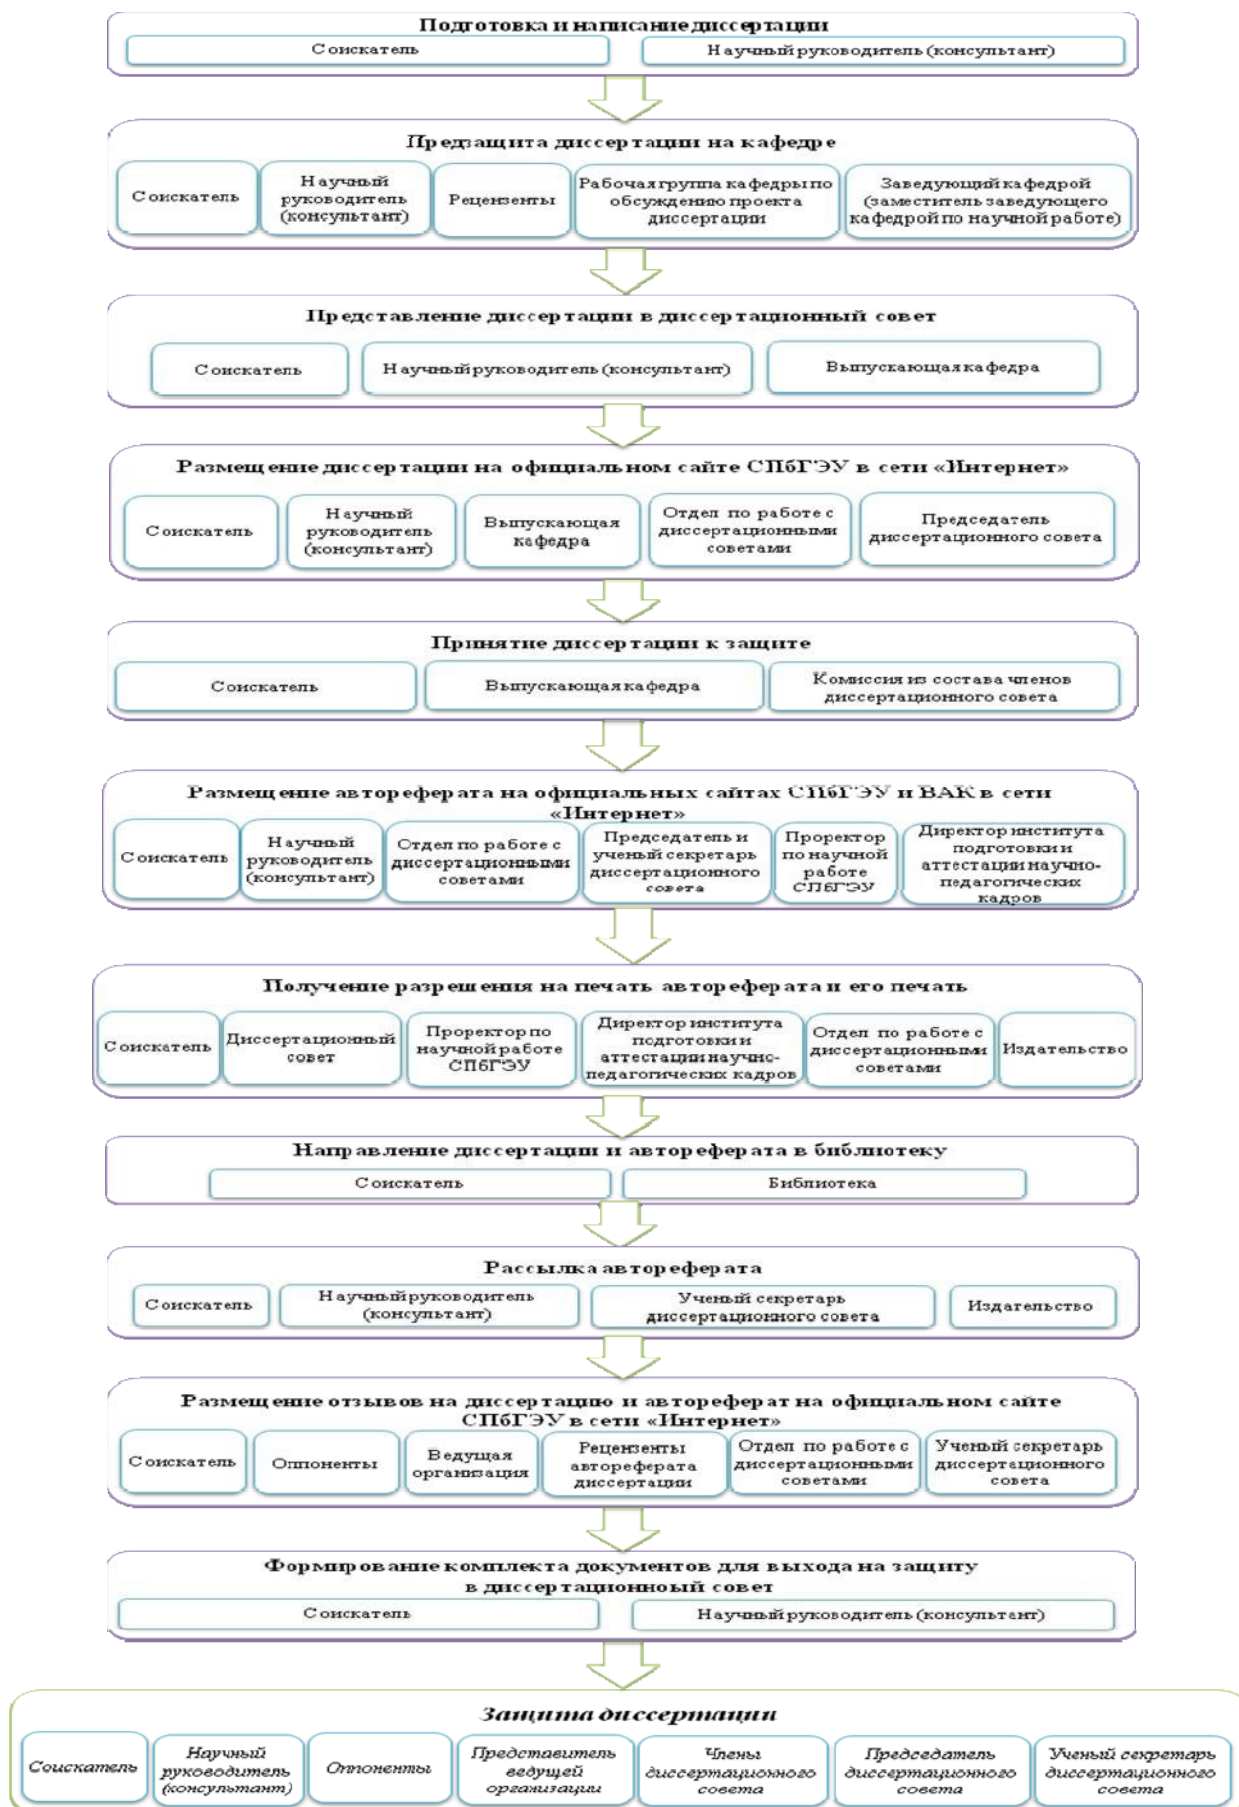 Подготовка и написание диссертации
Соискатель
Научный руководитель (консультант)
Предзащита диссертации на кафедре
Соискатель
Научный
руководитель
(консультант)
Рецензенты
Рабочая группа кафедры по
обсуждению проекта
диссертации
Заведующий кафедрой
(заместитель заведующего
кафедрой по научной работе)
Представление диссертации в диссертационный совет
Соискатель
Научный руководитель (консультант)
Выпускающая кафедра
Размещение диссертации на официальном сайте СПбГЭУ в сети «Интернет»
Соискатель
Научный
руководитель
(консультант)
Выпускающая
кафедра
Отдел по работе с
диссертационными
советами
Председатель
диссертационного совета
Принятие диссертации к защите
Соискатель
Выпускающая кафедра
Комиссия из состава членов
диссертационного совета
Размещение автореферата на официальных сайтах СПбГЭУ и ВАК в сети
«Интернет»
Соискатель
Научный
руководитель
(консультант)
Отдел по работе с
диссертационными
советами
Председатель и
ученый секретарь
диссертационного
совета
Проректор
по научной
работе
СПбГЭУ
Директор института
подготовки и
аттестации научно-
педагогических
кадров
Получение разрешения на печать автореферата и его печать
Соискатель
Диссертационный
совет
Проректор по
научной работе
СПбГЭУ
Директор института
подготовки и
аттестации научно-
педагогических кадров
Отдел по работе с
диссертационными
советами
Издательство
Направление диссертации и автореферата в библиотеку
Соискатель
Библиотека
Рассылка автореферата
Соискатель
Научный руководитель
(консультант)
Ученый секретарь
диссертационного совета
Издательство
Размещение отзывов на диссертацию и автореферат на официальном сайте
СПбГЭУ в сети «Интернет»
Соискатель
Оппоненты
Ведущая
организация
Рецензенты
автореферата
диссертации
Отдел по работе с
диссертационными
советами
Ученый секретарь
диссертационного
совета
Формирование комплекта документов для выхода на защиту
в диссертационноый совет
Соискатель
Научный руководитель (консультант)
Защита диссертации
Соискатель
Научный
руководитель
(консультант)
Оппоненты
Представитель
ведущей
организации
Члены
диссертационного
совета
Председатель
диссертационного
совета
Ученый секретарь
диссертационного
совета